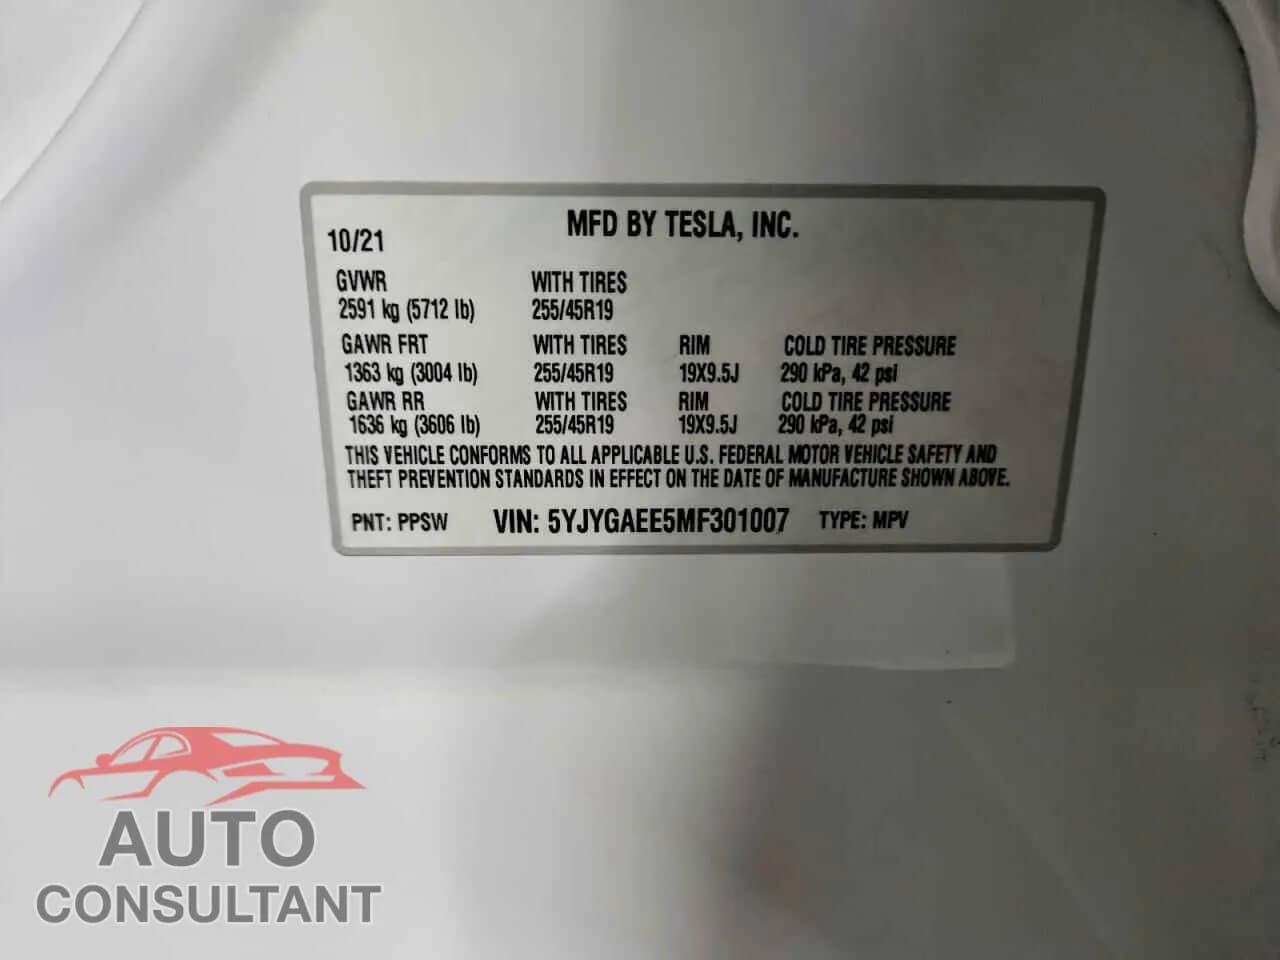 MFD BY TESLA, INC.
10/21
GVWR WITH TIRES
2591 kg (5712 lb) 255/45R19
GAWR FRT WITH TIRES RIM COLD TIRE PRESSURE
1363 kg (3004 lb) 255/45R19 19X9.5J 290 kPa, 42 psi
GAWR RR WITH TIRES RIM COLD TIRE PRESSURE
1636 kg (3606 lb) 255/45R19 19X9.5J 290 kPa, 42 psi
THIS VEHICLE CONFORMS TO ALL APPLICABLE U.S. FEDERAL MOTOR VEHICLE SAFETY AND
THEFT PREVENTION STANDARDS IN EFFECT ON THE DATE OF MANUFACTURE SHOWN ABOVE.
PNT: PPSW VIN: 5YJYGAEE5MF301007 TYPE: MPV
AUTO
CONSULTANT